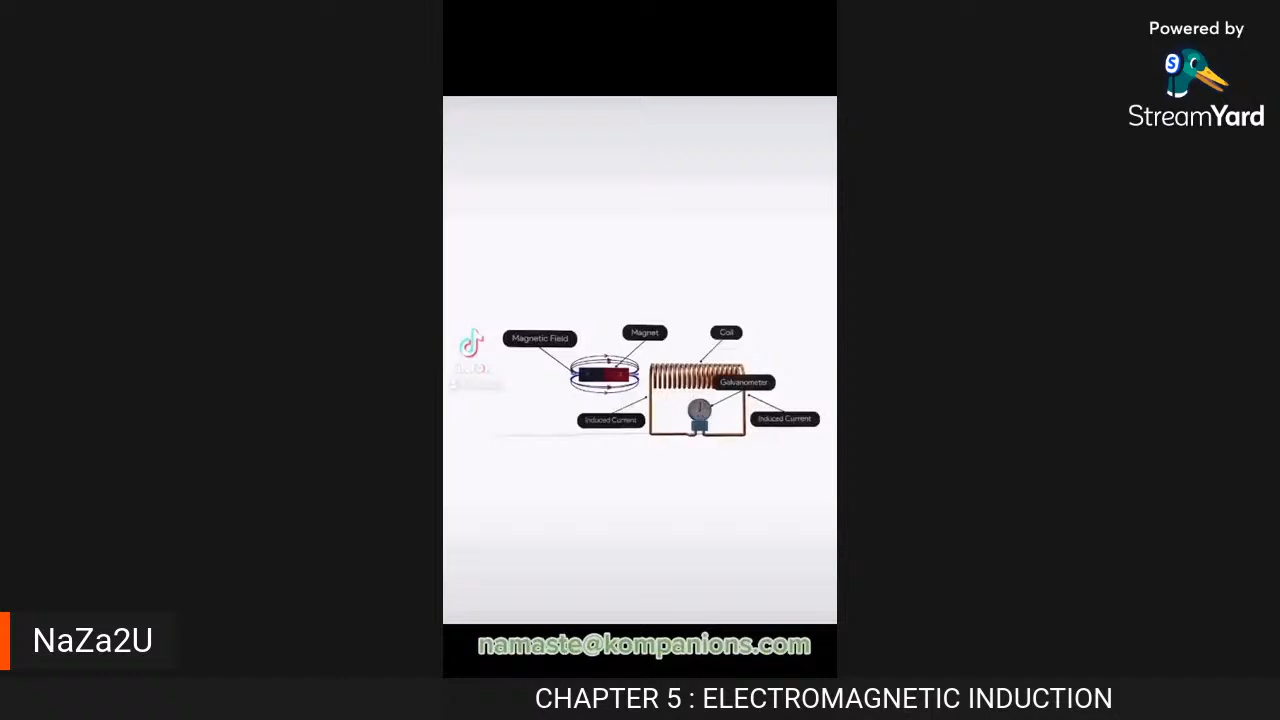 Powered by
StreamYard
Magnetic Field
Magnet
Coil
Galvanometer
Induced Current
Induced Current
namaste@kompanions.com
NaZa2U
CHAPTER 5 : ELECTROMAGNETIC INDUCTION